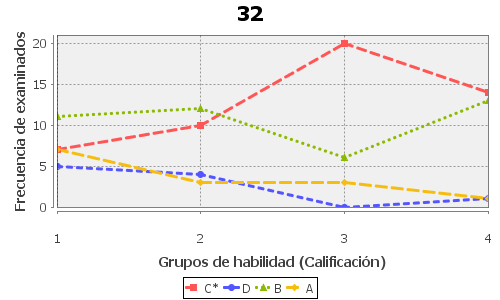 32
Frecuencia de examinados
20
15
10
5
0
1 2 3 4
Grupos de habilidad (Calificación)
C* D B A